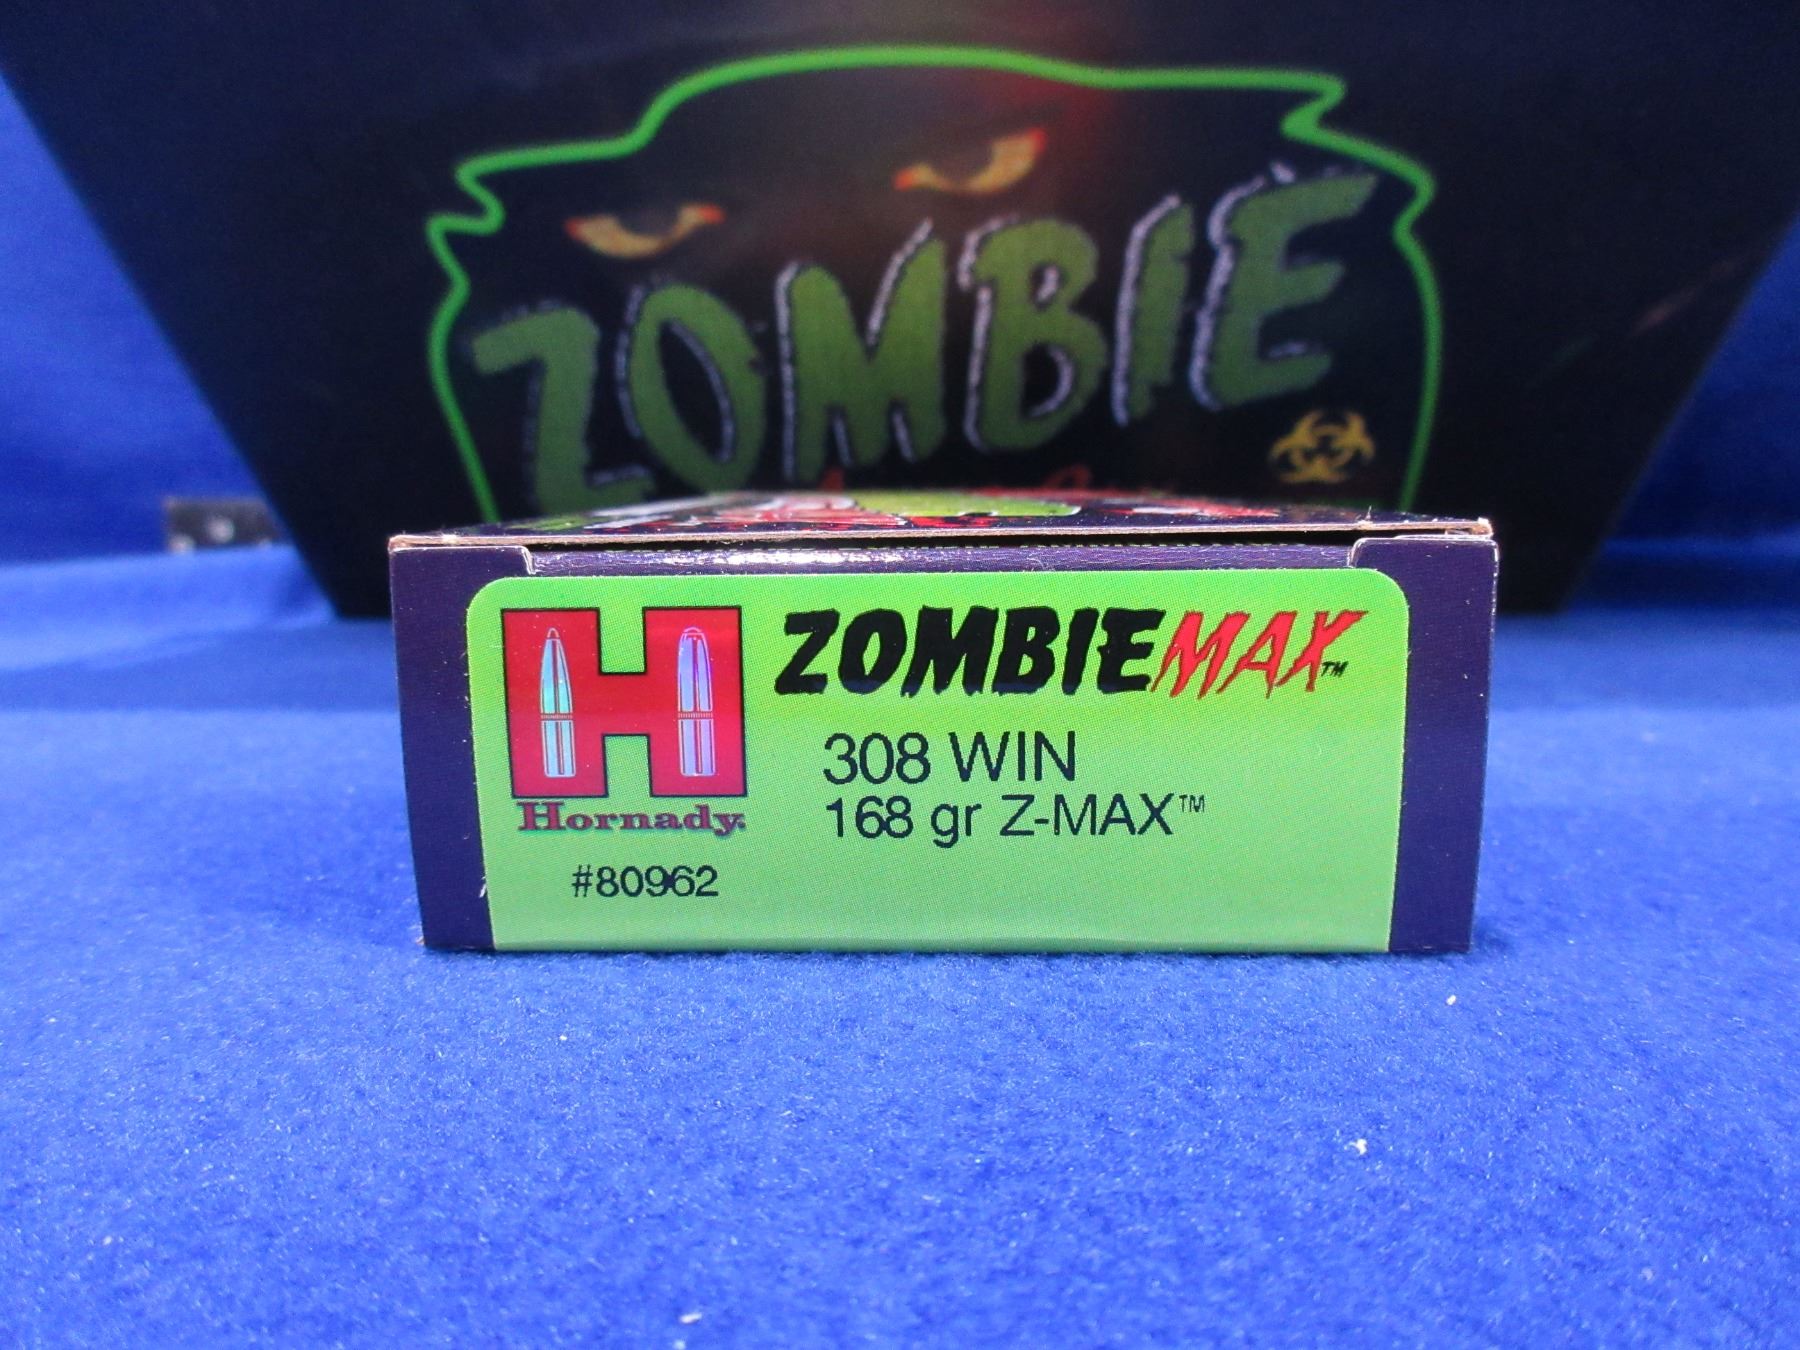 ZOMBIE
ZOMBIEMAX™
308 WIN
168 gr Z-MAX™
H
Hornady
#80962